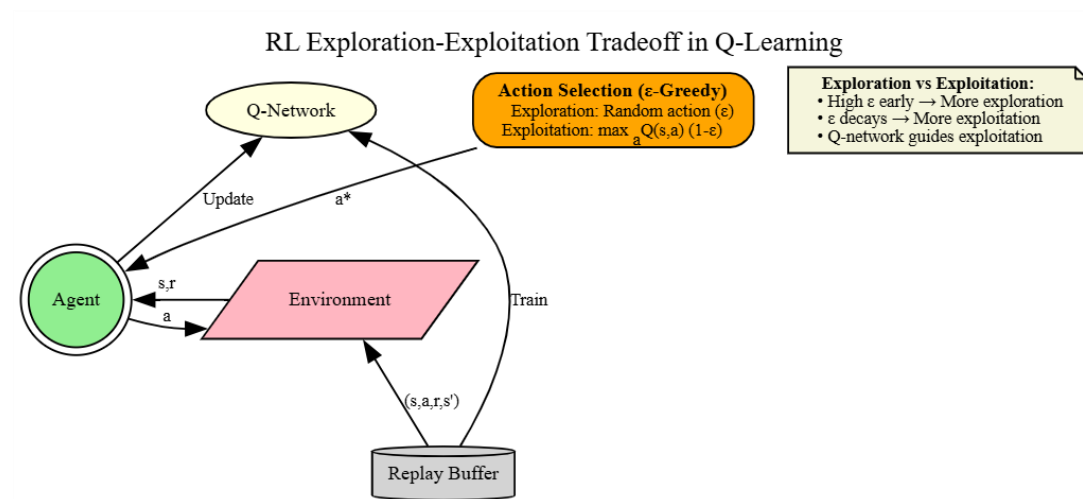 RL Exploration-Exploitation Tradeoff in Q-Learning
Q-Network
Action Selection (ε-Greedy)
Exploration: Random action (ε)
Exploitation: max aQ(s,a) (1-ε)
Exploration vs Exploitation:
• High ε early → More exploration
• ε decays → More exploitation
• Q-network guides exploitation
Update
a*
Agent
s,r
a
Environment
Train
(s,a,r,s')
Replay Buffer